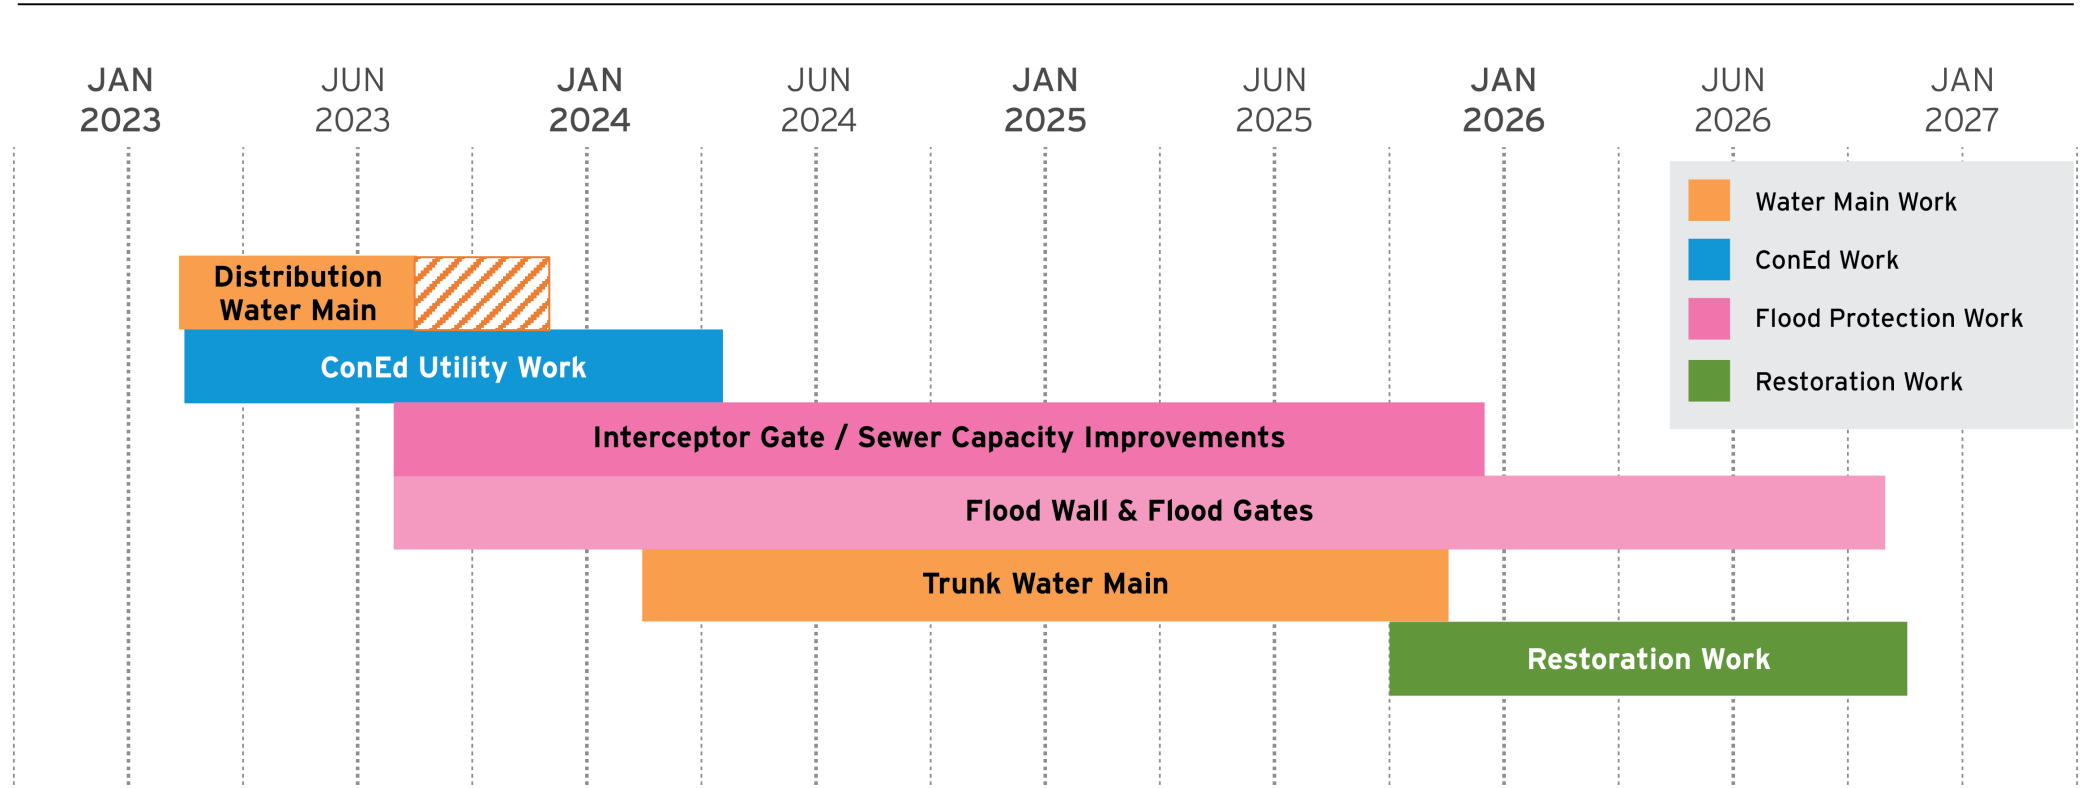 JAN
2023
JUN
2023
JAN
2024
JUN
2024
JAN
2025
JUN
2025
JAN
2026
JUN
2026
JAN
2027
Water Main Work
ConEd Work
Flood Protection Work
Restoration Work
Distribution
Water Main
ConEd Utility Work
Interceptor Gate / Sewer Capacity Improvements
Flood Wall & Flood Gates
Trunk Water Main
Restoration Work